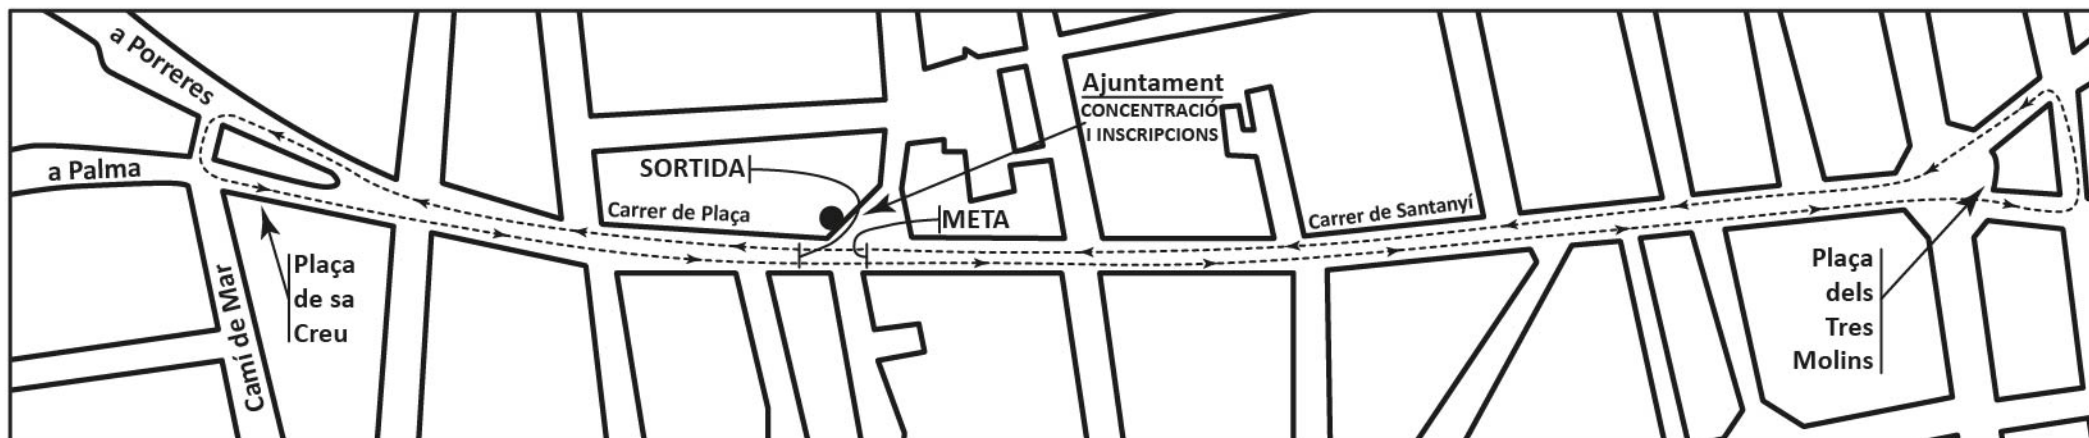 a Porreres
a Palma
Camí de Mar
Plaça
de sa
Creu
SORTIDA
Carrer de Plaça
META
Ajuntament
CONCENTRACIÓ
I INSCRIPCIONS
Carrer de Santanyí
Plaça
dels
Tres
Molins